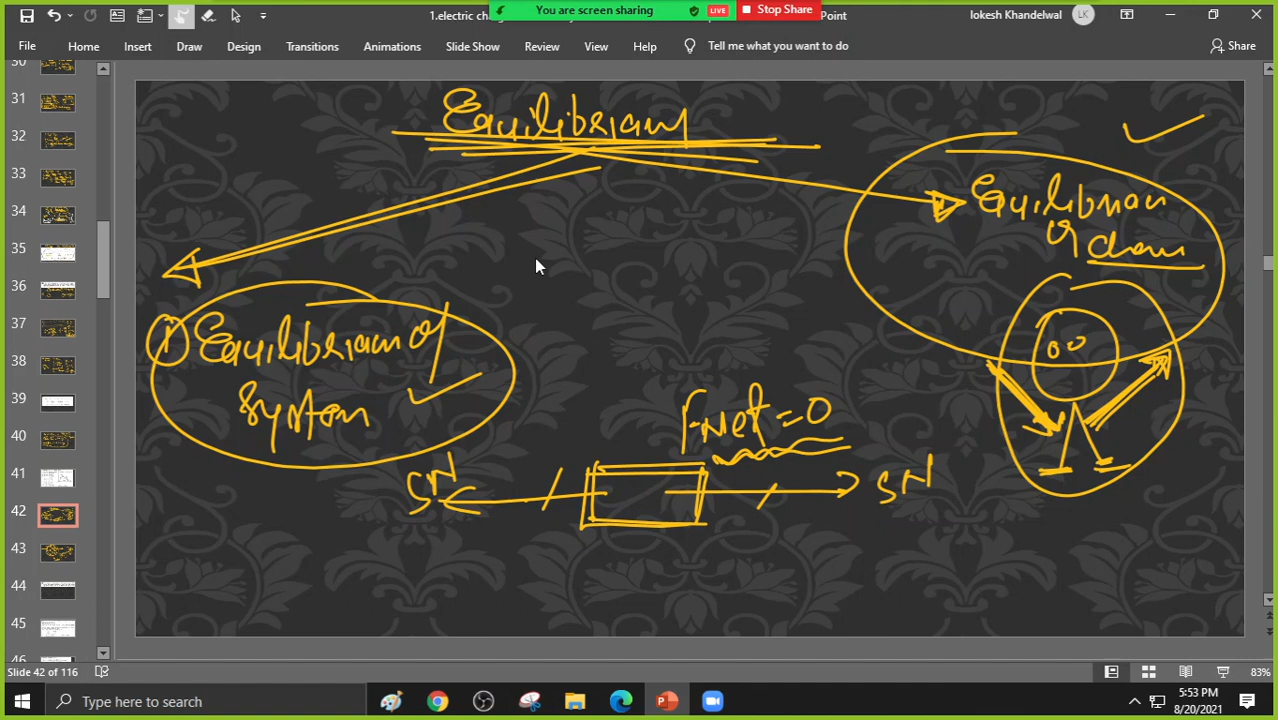 You are screen sharing
LIVE
Stop Share
1.electric cha
Point
lokesh Khandelwal
LK
File
Home
Insert
Draw
Design
Transitions
Animations
Slide Show
Review
View
Help
Tell me what you want to do
Share
30
31
32
33
34
35
36
37
38
39
40
41
42
43
44
45
46
Equilibrium
Equilibrium
of
① Equilibrium of
System
FNet = 0
5N
5N
Slide 42 of 116
83%
Type here to search
5:53 PM
8/20/2021